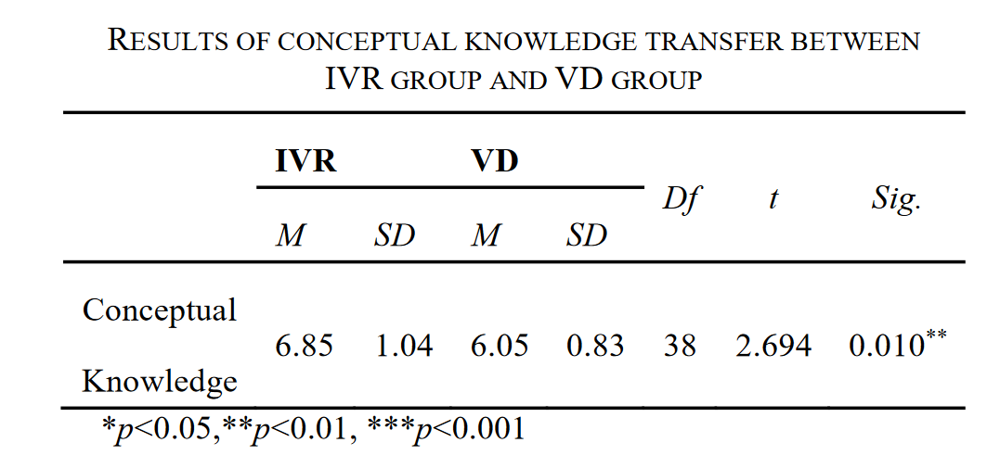 RESULTS OF CONCEPTUAL KNOWLEDGE TRANSFER BETWEEN
IVR GROUP AND VD GROUP
IVR VD
Df t Sig.
M SD M SD
Conceptual
6.85 1.04 6.05 0.83 38 2.694 0.010**
Knowledge
*p<0.05,**p<0.01, ***p<0.001